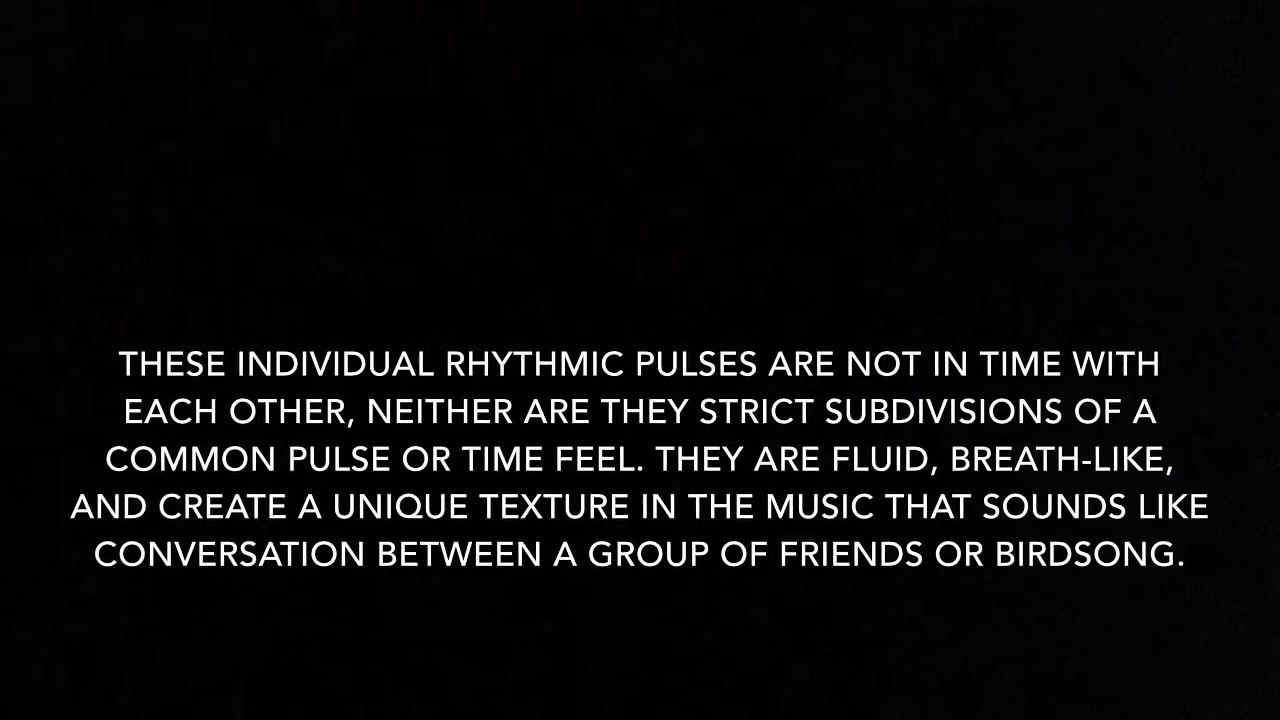 THESE INDIVIDUAL RHYTHMIC PULSES ARE NOT IN TIME WITH
EACH OTHER, NEITHER ARE THEY STRICT SUBDIVISIONS OF A
COMMON PULSE OR TIME FEEL. THEY ARE FLUID, BREATH-LIKE,
AND CREATE A UNIQUE TEXTURE IN THE MUSIC THAT SOUNDS LIKE
CONVERSATION BETWEEN A GROUP OF FRIENDS OR BIRDSONG.